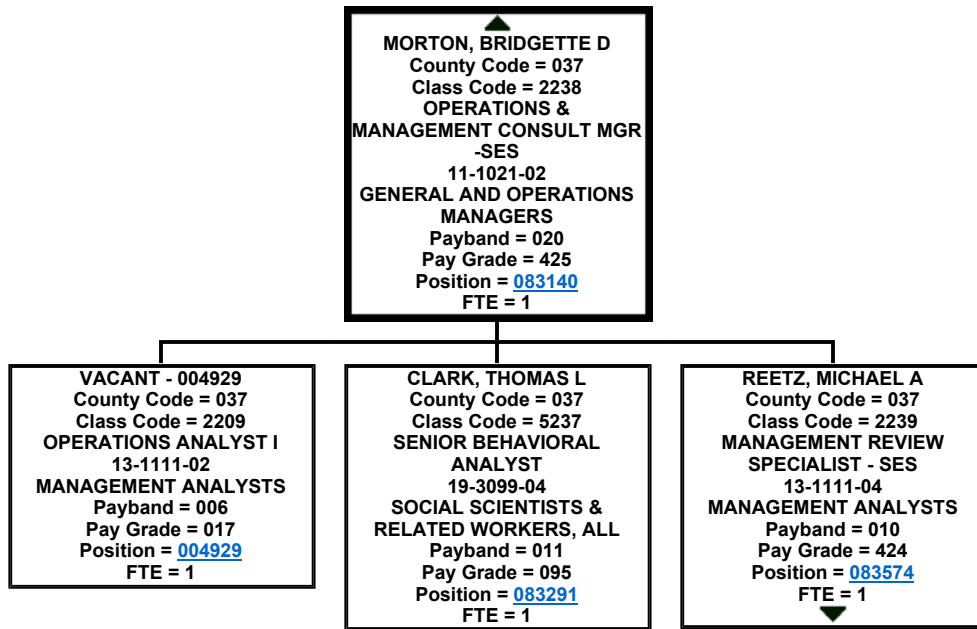 MORTON, BRIDGETTE D
County Code = 037
Class Code = 2238
OPERATIONS &
MANAGEMENT CONSULT MGR
-SES
11-1021-02
GENERAL AND OPERATIONS
MANAGERS
Payband = 020
Pay Grade = 425
Position = 083140
FTE = 1
VACANT - 004929
County Code = 037
Class Code = 2209
OPERATIONS ANALYST I
13-1111-02
MANAGEMENT ANALYSTS
Payband = 006
Pay Grade = 017
Position = 004929
FTE = 1
CLARK, THOMAS L
County Code = 037
Class Code = 5237
SENIOR BEHAVIORAL
ANALYST
19-3099-04
SOCIAL SCIENTISTS &
RELATED WORKERS, ALL
Payband = 011
Pay Grade = 095
Position = 083291
FTE = 1
REETZ, MICHAEL A
County Code = 037
Class Code = 2239
MANAGEMENT REVIEW
SPECIALIST - SES
13-1111-04
MANAGEMENT ANALYSTS
Payband = 010
Pay Grade = 424
Position = 083574
FTE = 1